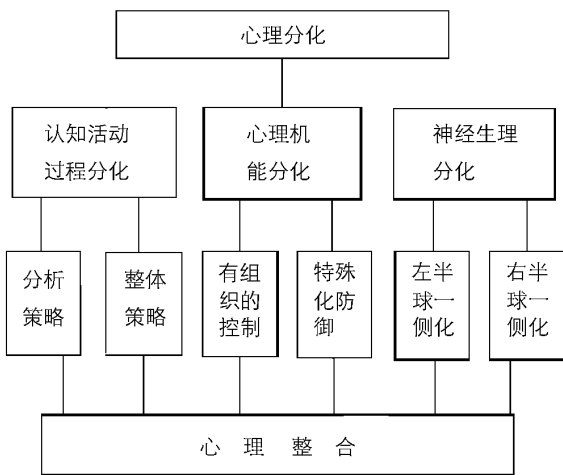 心理分化
认知活动
过程分化
心理机
能分化
神经生理
分化
分析
策略
整体
策略
有组
织的
控制
特殊
化防
御
左半
球一
侧化
右半
球一
侧化
心 理 整 合